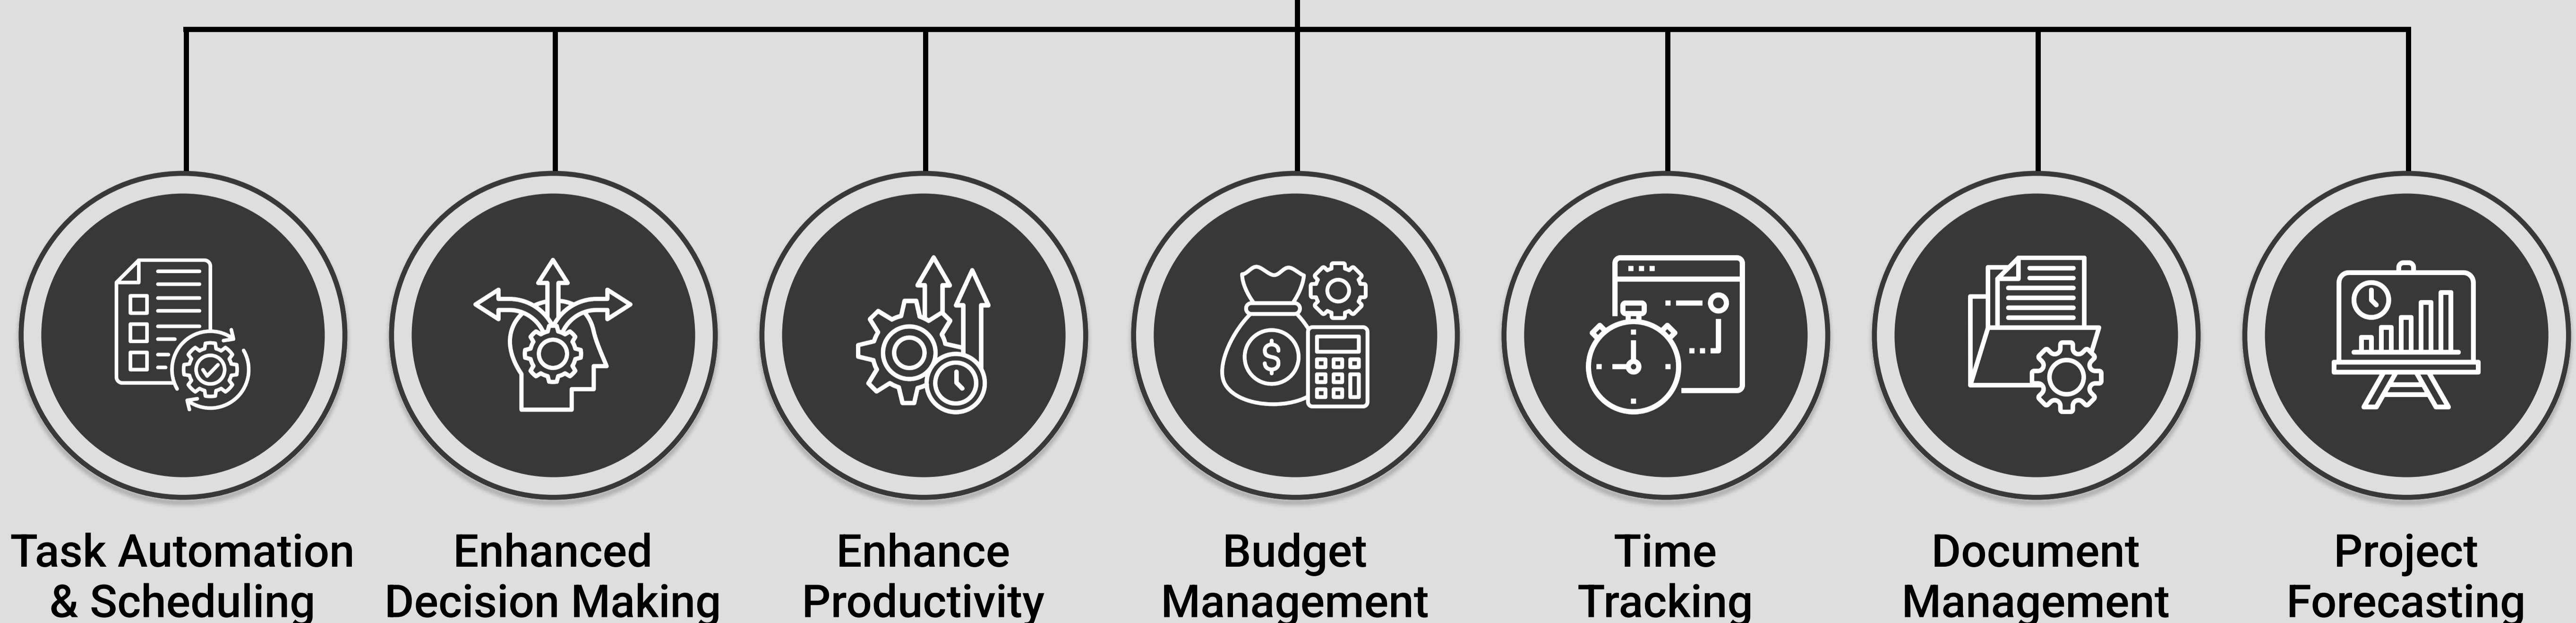 Task Automation
& Scheduling
Enhanced
Decision Making
Enhance
Productivity
$
Budget
Management
Time
Tracking
Document
Management
Project
Forecasting